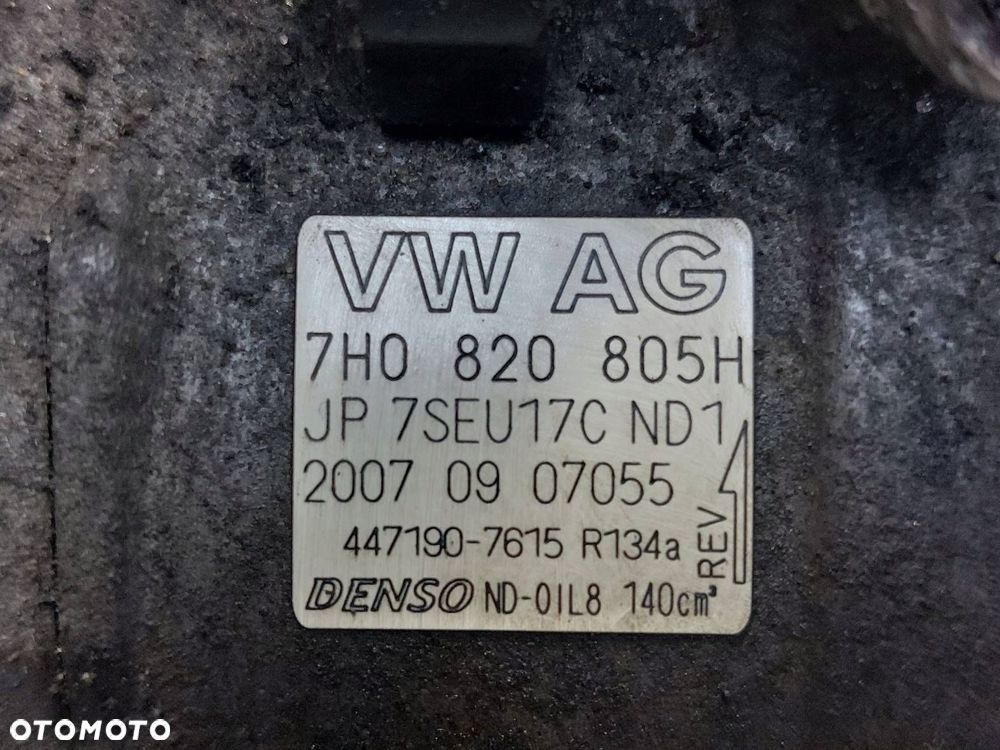 VW AG
7H0 820 805H
JP 7SEU17C ND1
2007 09 07055
447190-7615 R134a
REV
DENSO ND-OIL8 140cm³
OTOMOTO